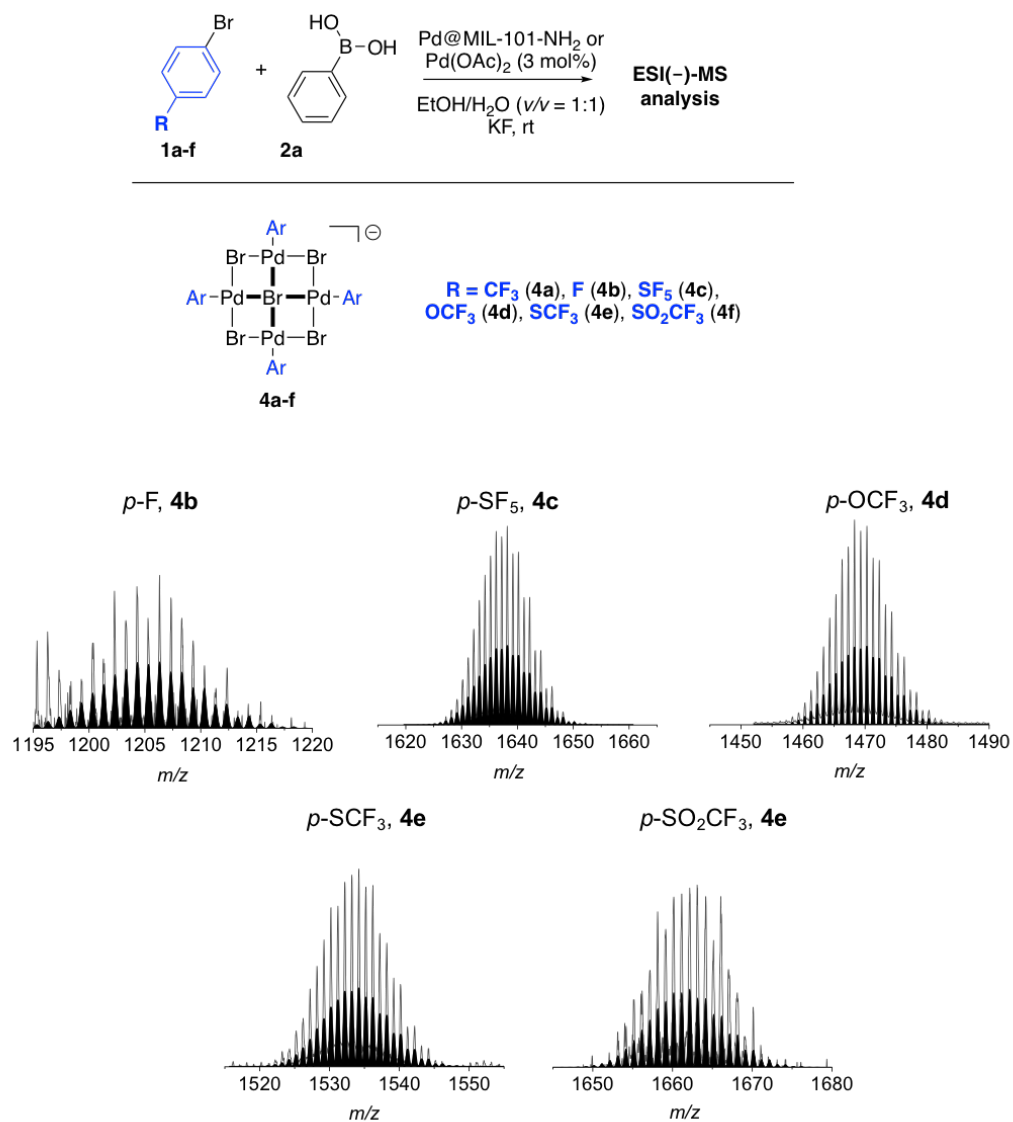 Br
HO
B–OH
R
+
1a-f
2a
Pd@MIL-101-NH₂ or
Pd(OAc)₂ (3 mol%)
EtOH/H₂O (v/v = 1:1)
KF, rt
ESI(−)-MS
analysis
Ar
⊖
Br–Pd–Br
Ar–Pd–Br–Pd–Ar
Br–Pd–Br
Ar
4a-f
R = CF₃ (4a), F (4b), SF₅ (4c),
OCF₃ (4d), SCF₃ (4e), SO₂CF₃ (4f)
p-F, 4b
1195 1200 1205 1210 1215 1220
m/z
p-SF₅, 4c
1620 1630 1640 1650 1660
m/z
p-OCF₃, 4d
1450 1460 1470 1480 1490
m/z
p-SCF₃, 4e
1520 1530 1540 1550
m/z
p-SO₂CF₃, 4e
1650 1660 1670 1680
m/z